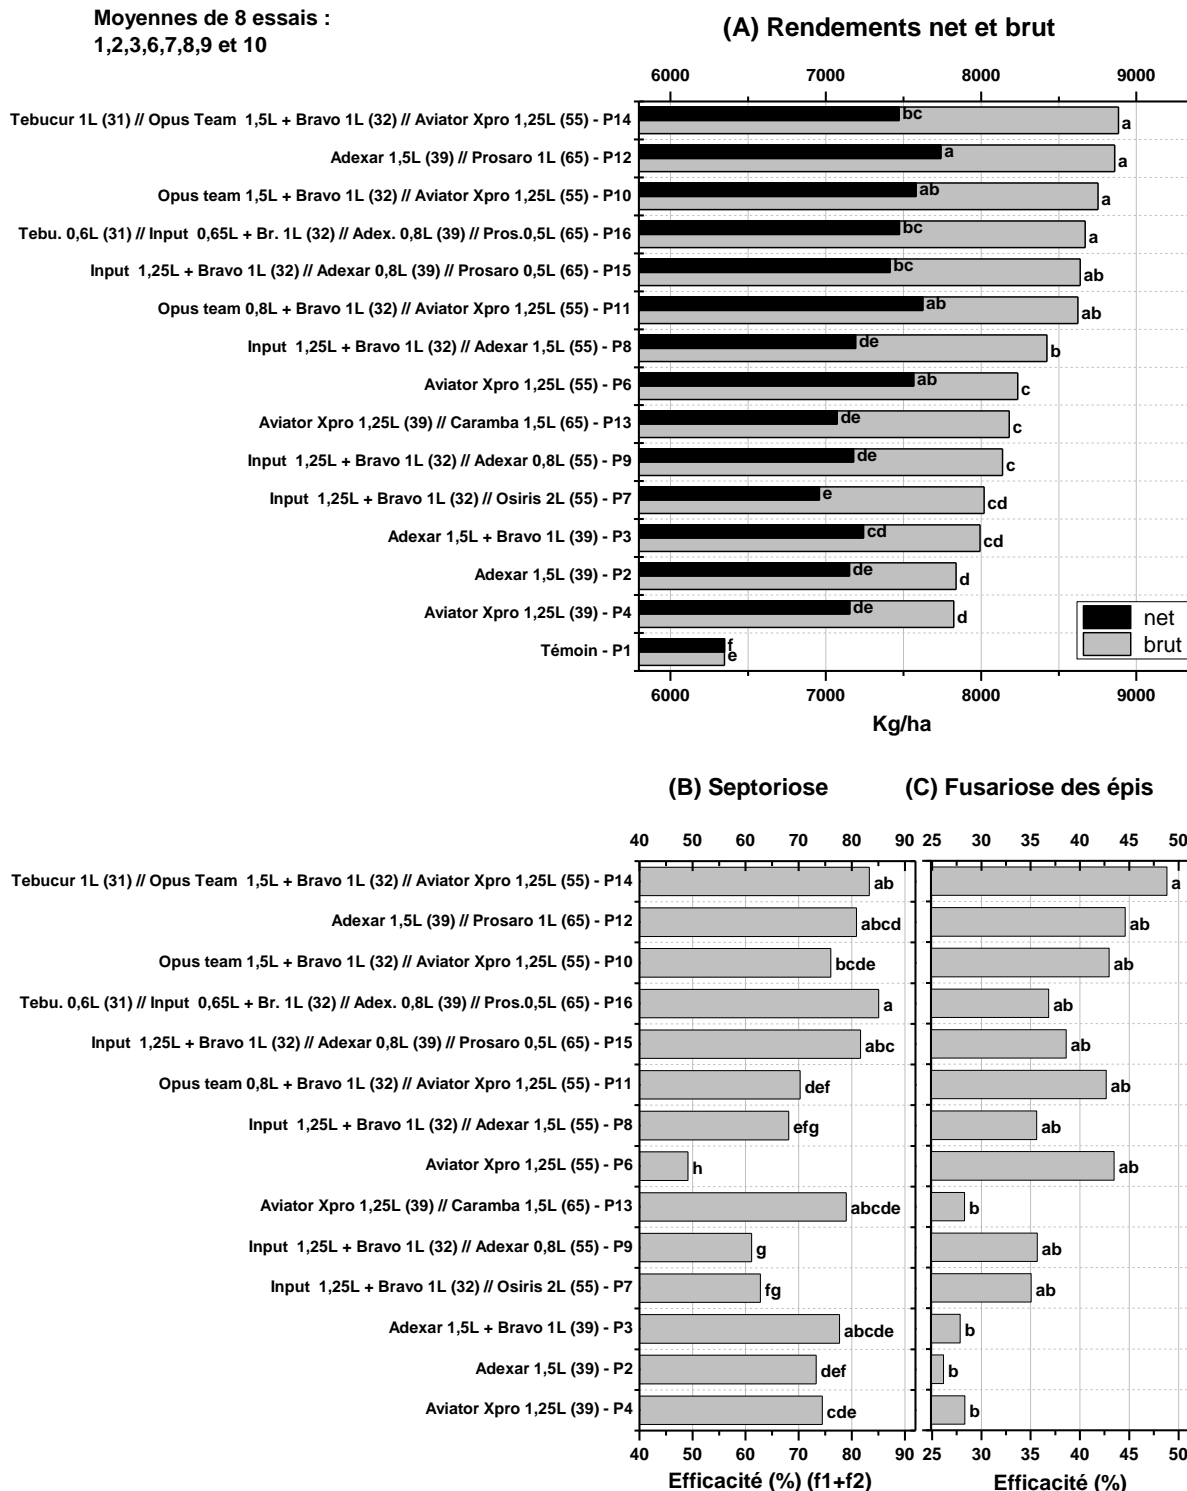 Moyennes de 8 essais :
1,2,3,6,7,8,9 et 10
(A) Rendements net et brut
6000 7000 8000 9000
Tebucur 1L (31) // Opus Team 1,5L + Bravo 1L (32) // Aviator Xpro 1,25L (55) - P14 bc a
Adexar 1,5L (39) // Prosaro 1L (65) - P12 a a
Opus team 1,5L + Bravo 1L (32) // Aviator Xpro 1,25L (55) - P10 ab a
Tebu. 0,6L (31) // Input 0,65L + Br. 1L (32) // Adex. 0,8L (39) // Pros.0,5L (65) - P16 bc a
Input 1,25L + Bravo 1L (32) // Adexar 0,8L (39) // Prosaro 0,5L (65) - P15 bc ab
Opus team 0,8L + Bravo 1L (32) // Aviator Xpro 1,25L (55) - P11 ab ab
Input 1,25L + Bravo 1L (32) // Adexar 1,5L (55) - P8 de b
Aviator Xpro 1,25L (55) - P6 ab c
Aviator Xpro 1,25L (39) // Caramba 1,5L (65) - P13 de c
Input 1,25L + Bravo 1L (32) // Adexar 0,8L (55) - P9 de c
Input 1,25L + Bravo 1L (32) // Osiris 2L (55) - P7 e cd
Adexar 1,5L + Bravo 1L (39) - P3 cd cd
Adexar 1,5L (39) - P2 de d
Aviator Xpro 1,25L (39) - P4 de d
Témoin - P1 f e
net
brut
6000 7000 8000 9000
Kg/ha
(B) Septoriose (C) Fusariose des épis
40 50 60 70 80 90 25 30 35 40 45 50
Tebucur 1L (31) // Opus Team 1,5L + Bravo 1L (32) // Aviator Xpro 1,25L (55) - P14 ab a
Adexar 1,5L (39) // Prosaro 1L (65) - P12 abcd ab
Opus team 1,5L + Bravo 1L (32) // Aviator Xpro 1,25L (55) - P10 bcde ab
Tebu. 0,6L (31) // Input 0,65L + Br. 1L (32) // Adex. 0,8L (39) // Pros.0,5L (65) - P16 a ab
Input 1,25L + Bravo 1L (32) // Adexar 0,8L (39) // Prosaro 0,5L (65) - P15 abc ab
Opus team 0,8L + Bravo 1L (32) // Aviator Xpro 1,25L (55) - P11 def ab
Input 1,25L + Bravo 1L (32) // Adexar 1,5L (55) - P8 efg ab
Aviator Xpro 1,25L (55) - P6 h ab
Aviator Xpro 1,25L (39) // Caramba 1,5L (65) - P13 abcde b
Input 1,25L + Bravo 1L (32) // Adexar 0,8L (55) - P9 g ab
Input 1,25L + Bravo 1L (32) // Osiris 2L (55) - P7 fg ab
Adexar 1,5L + Bravo 1L (39) - P3 abcde b
Adexar 1,5L (39) - P2 def b
Aviator Xpro 1,25L (39) - P4 cde b
40 50 60 70 80 90 25 30 35 40 45 50
Efficacité (%) (f1+f2) Efficacité (%)